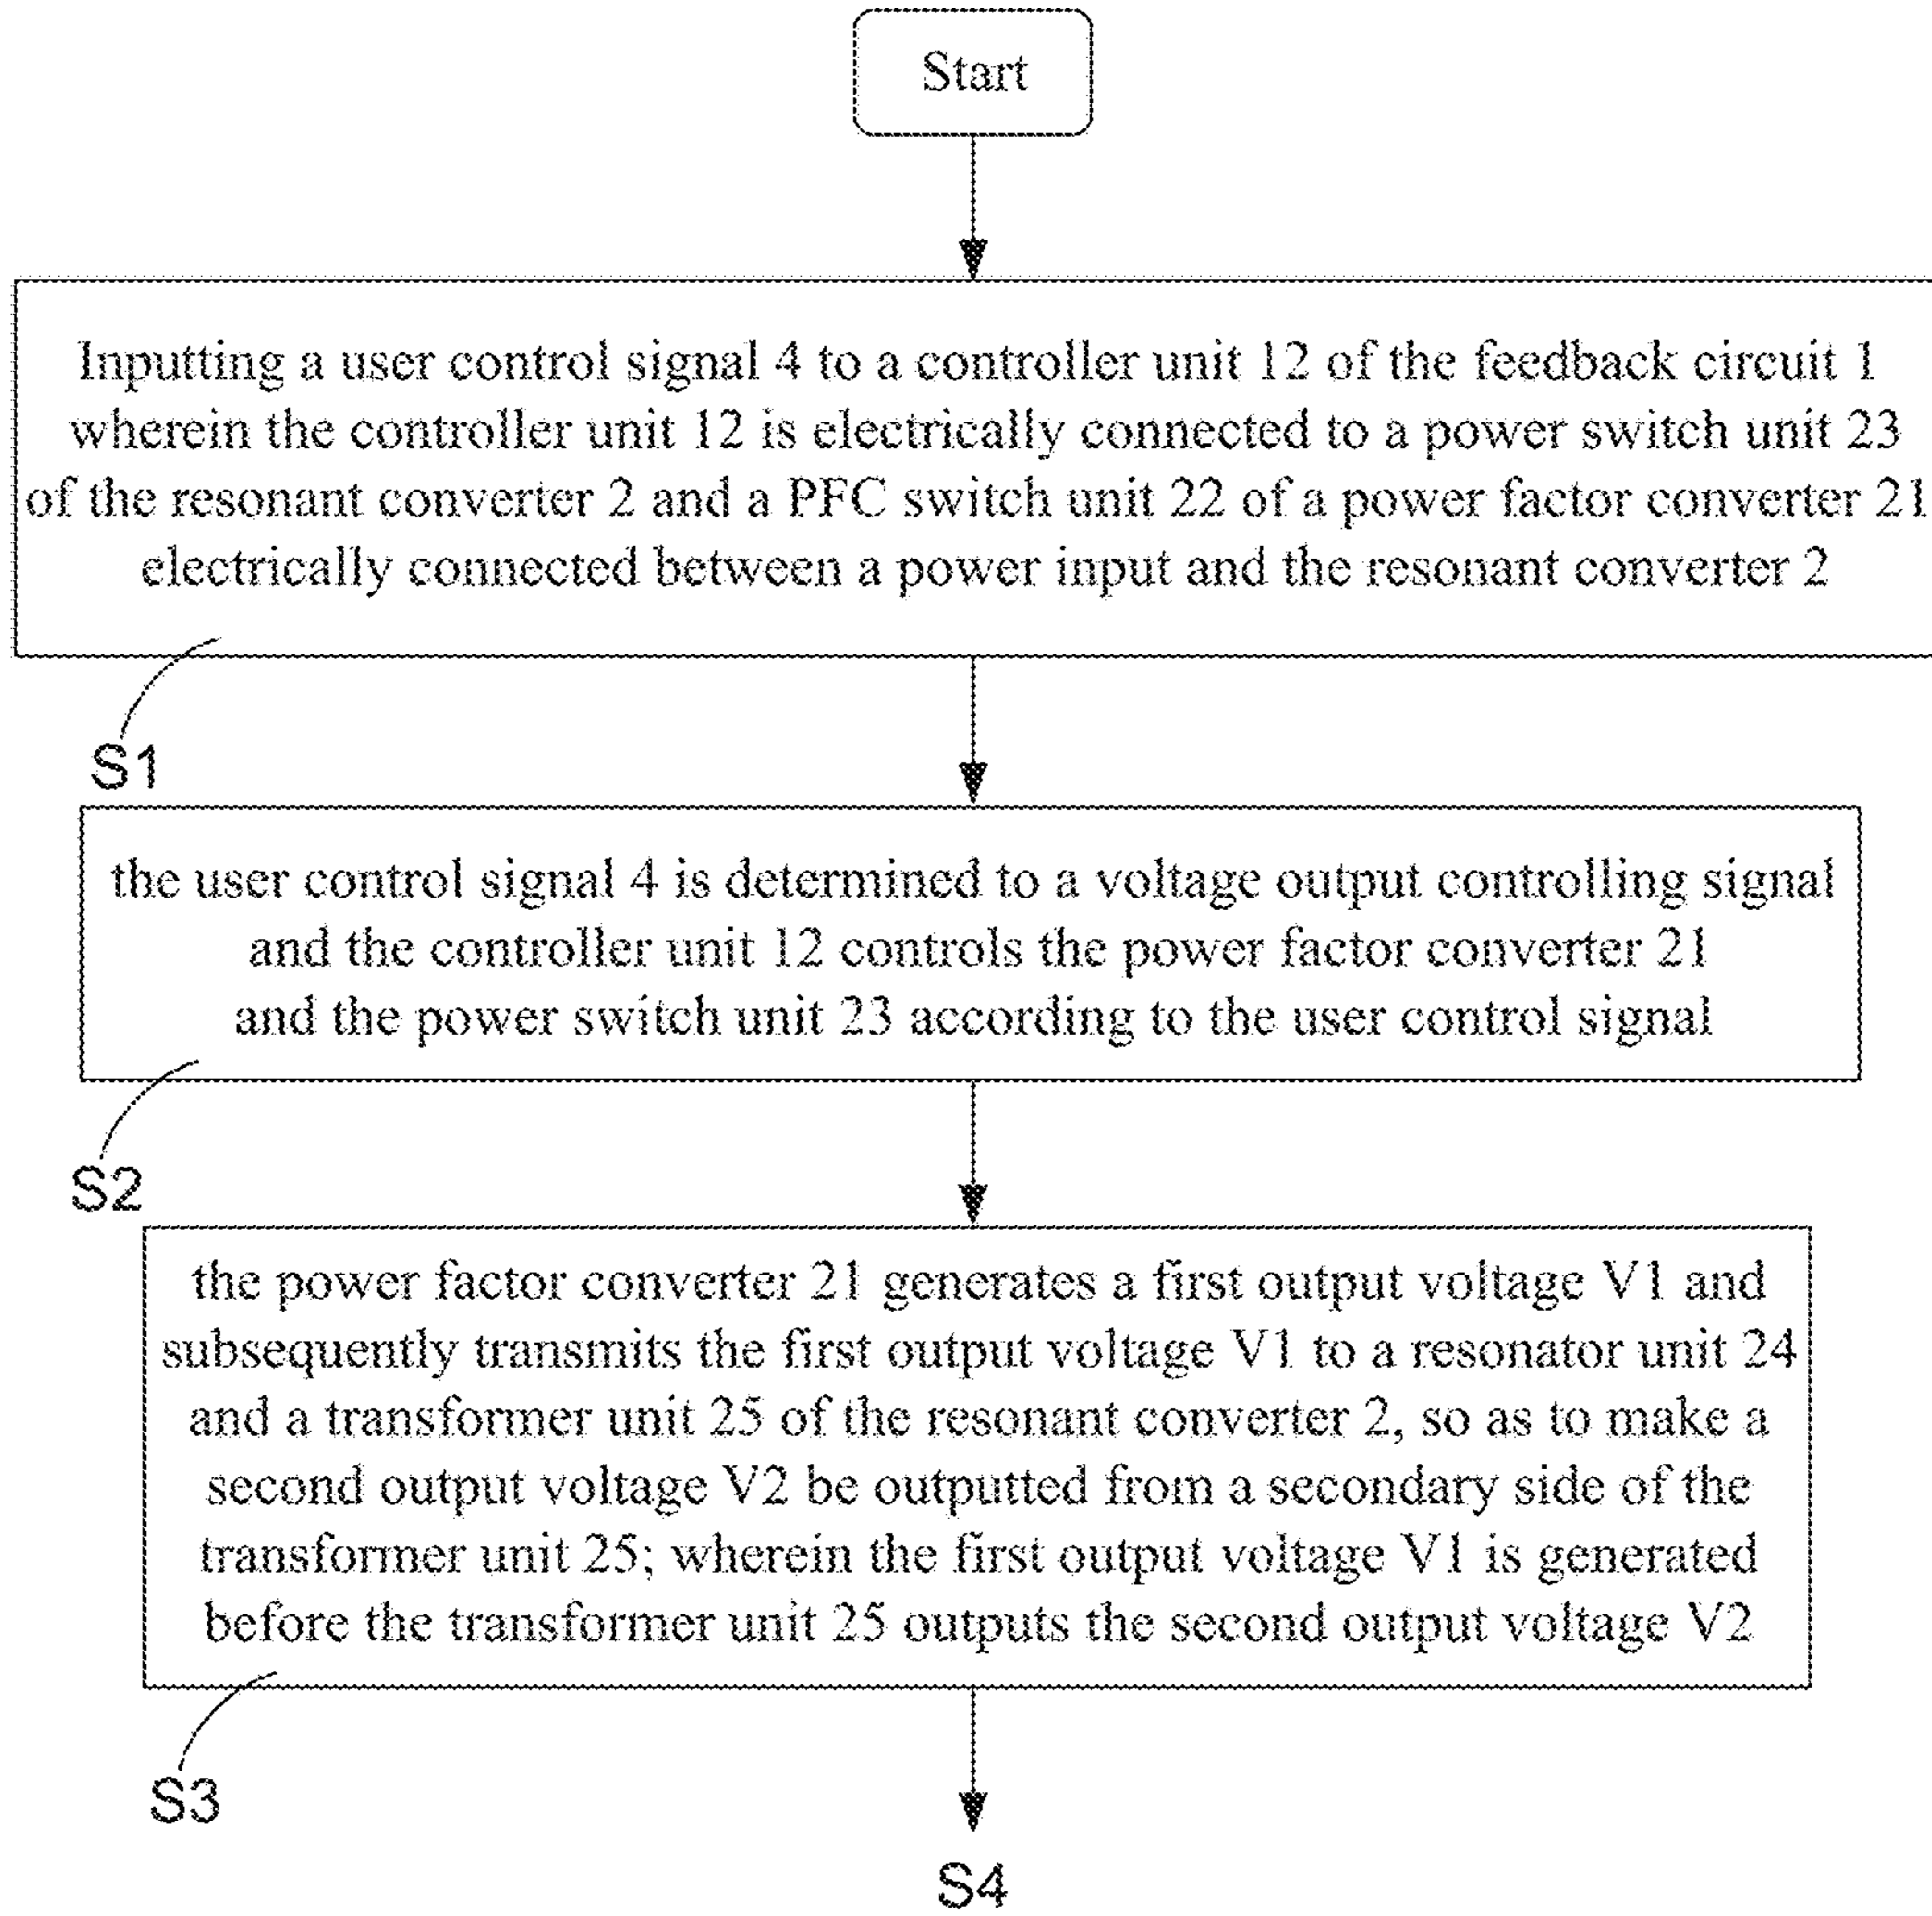 Start
Inputting a user control signal 4 to a controller unit 12 of the feedback circuit 1
wherein the controller unit 12 is electrically connected to a power switch unit 23
of the resonant converter 2 and a PFC switch unit 22 of a power factor converter 21
electrically connected between a power input and the resonant converter 2
S1
the user control signal 4 is determined to a voltage output controlling signal
and the controller unit 12 controls the power factor converter 21
and the power switch unit 23 according to the user control signal
S2
the power factor converter 21 generates a first output voltage V1 and
subsequently transmits the first output voltage V1 to a resonator unit 24
and a transformer unit 25 of the resonant converter 2, so as to make a
second output voltage V2 be outputted from a secondary side of the
transformer unit 25; wherein the first output voltage V1 is generated
before the transformer unit 25 outputs the second output voltage V2
S3
S4